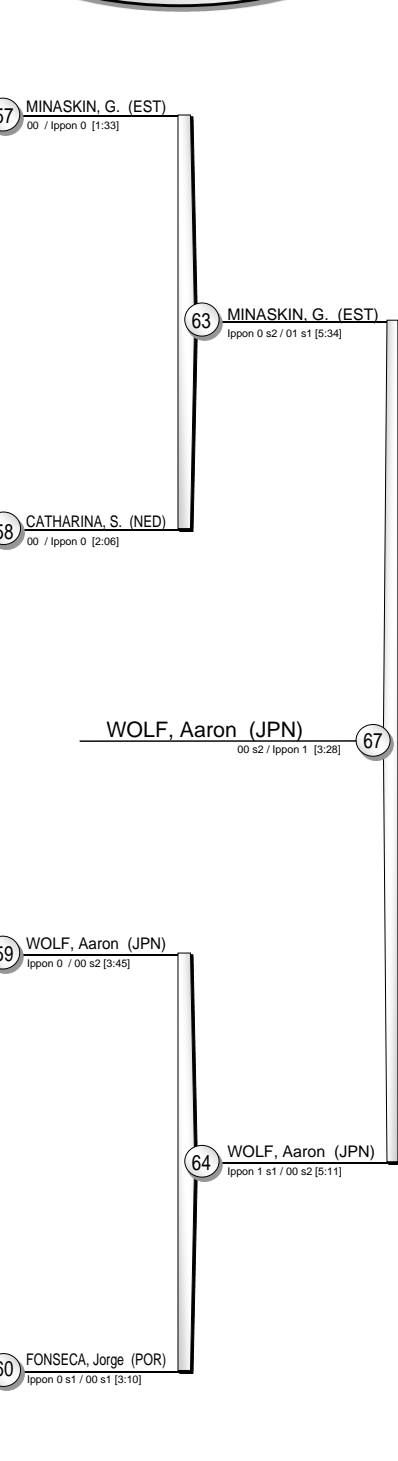 57 MINASKIN, G. (EST)
00 / Ippon 0 [1:33]
63 MINASKIN, G. (EST)
Ippon 0 s2 / 01 s1 [5:34]
58 CATHARINA, S. (NED)
00 / Ippon 0 [2:06]
WOLF, Aaron (JPN) 67
00 s2 / Ippon 1 [3:28]
59 WOLF, Aaron (JPN)
Ippon 0 / 00 s2 [3:45]
64 WOLF, Aaron (JPN)
Ippon 1 s1 / 00 s2 [5:11]
60 FONSECA, Jorge (POR)
Ippon 0 s1 / 00 s1 [3:10]